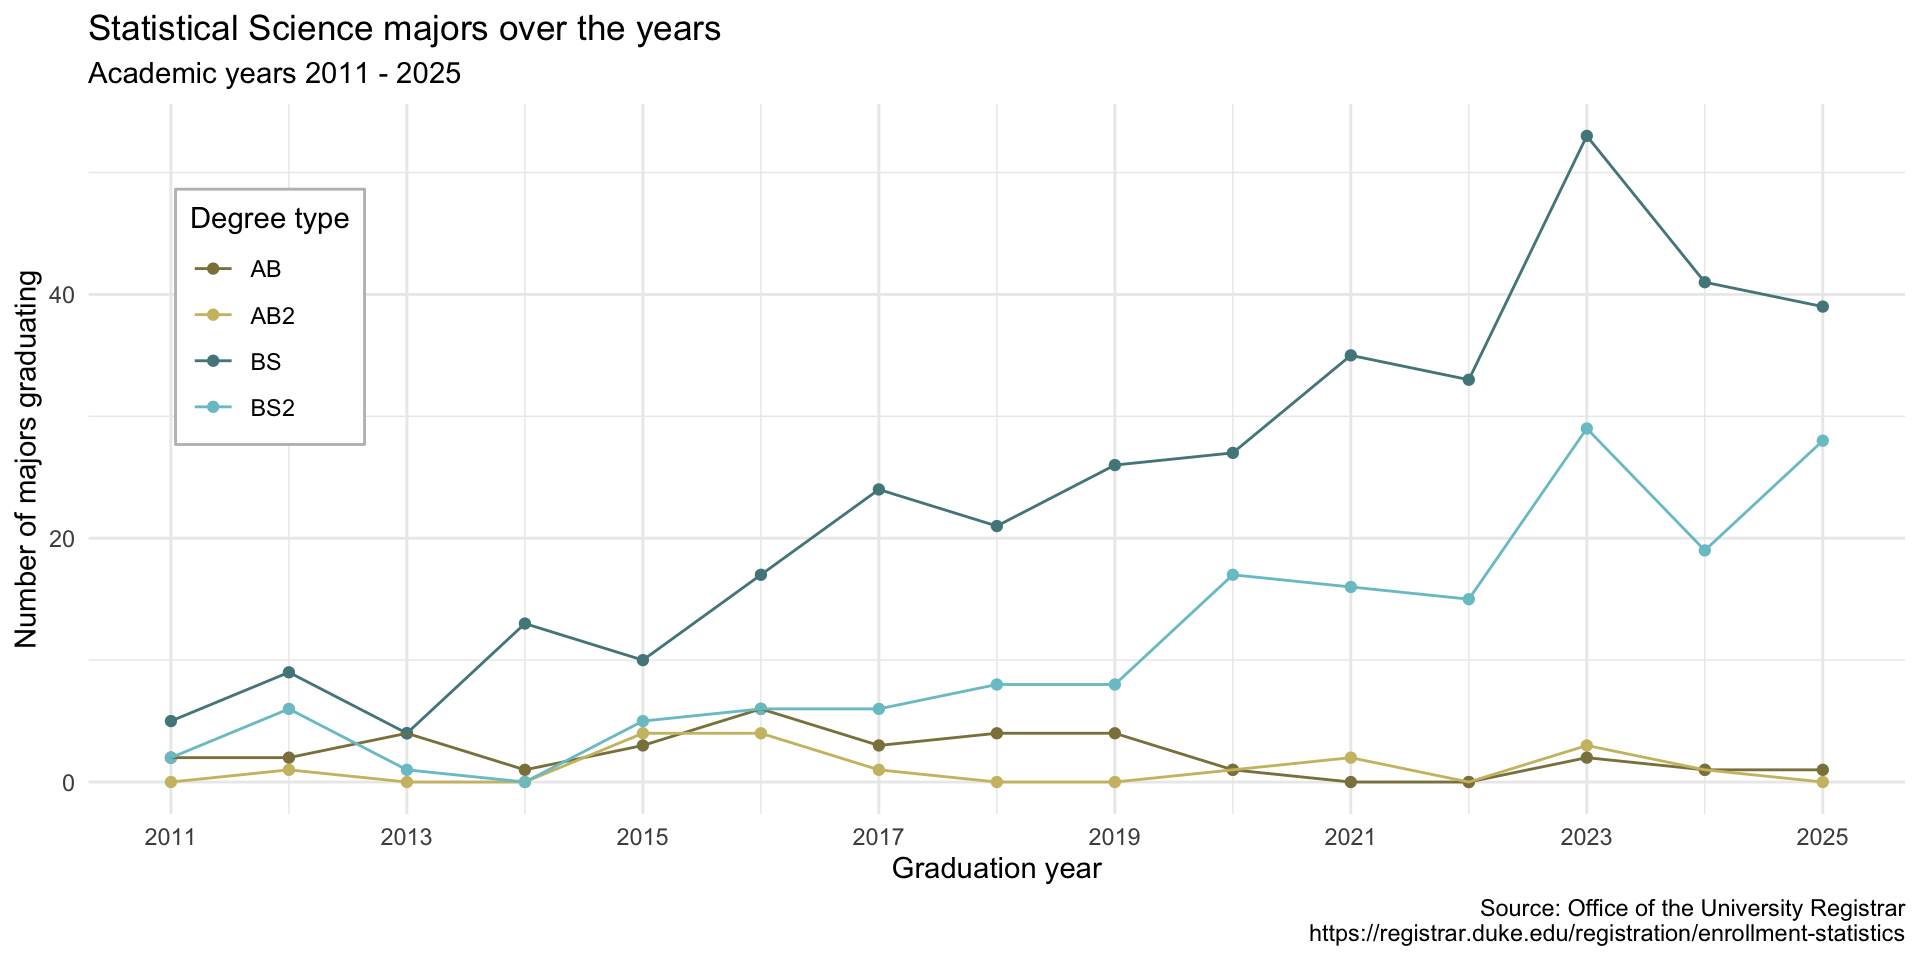 Statistical Science majors over the years
Academic years 2011 - 2025
Number of majors graduating
40
20
0
Degree type
AB
AB2
BS
BS2
2011 2013 2015 2017 2019 2021 2023 2025
Graduation year
Source: Office of the University Registrar
https://registrar.duke.edu/registration/enrollment-statistics